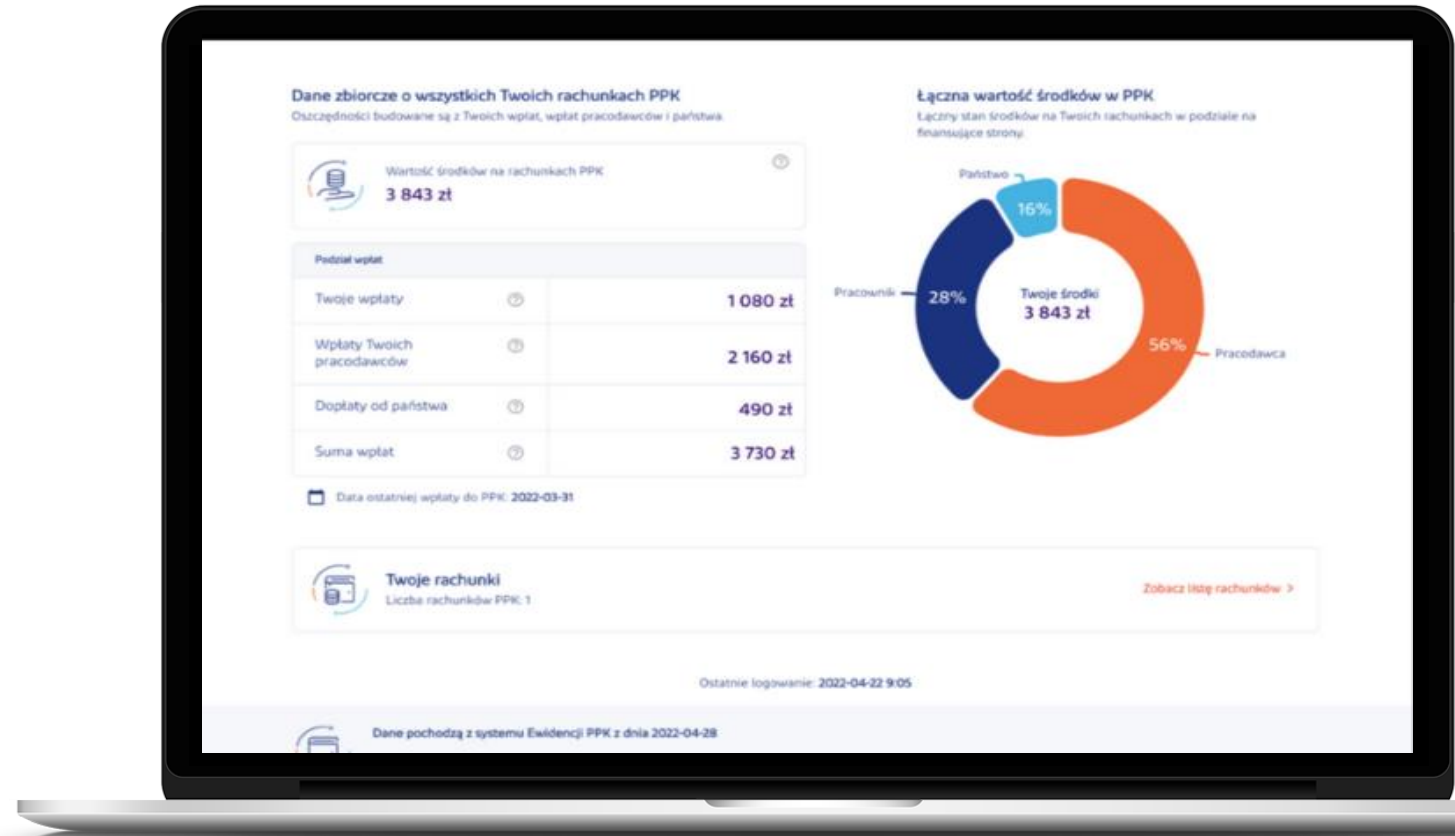 Dane zbiorcze o wszystkich Twoich rachunkach PPK
Oszczędności budowane są z Twoich wpłat, wpłat pracodawców i państwa.
Wartość środków na rachunkach PPK
3 843 zł
Podział wpłat
Twoje wpłaty
1 080 zł
Wpłaty Twoich
pracodawców
2 160 zł
Dopłaty od państwa
490 zł
Suma wpłat
3 730 zł
Data ostatniej wpłaty do PPK: 2022-03-31
Łączna wartość środków w PPK
Łączny stan środków na Twoich rachunkach w podziale na
finansujące strony.
Państwo
16%
Pracownik
28%
Twoje środki
3 843 zł
56%
Pracodawca
Twoje rachunki
Liczba rachunków PPK: 1
Zobacz listę rachunków >
Ostatnie logowanie: 2022-04-22 9:05
Dane pochodzą z systemu Ewidencji PPK z dnia 2022-04-28